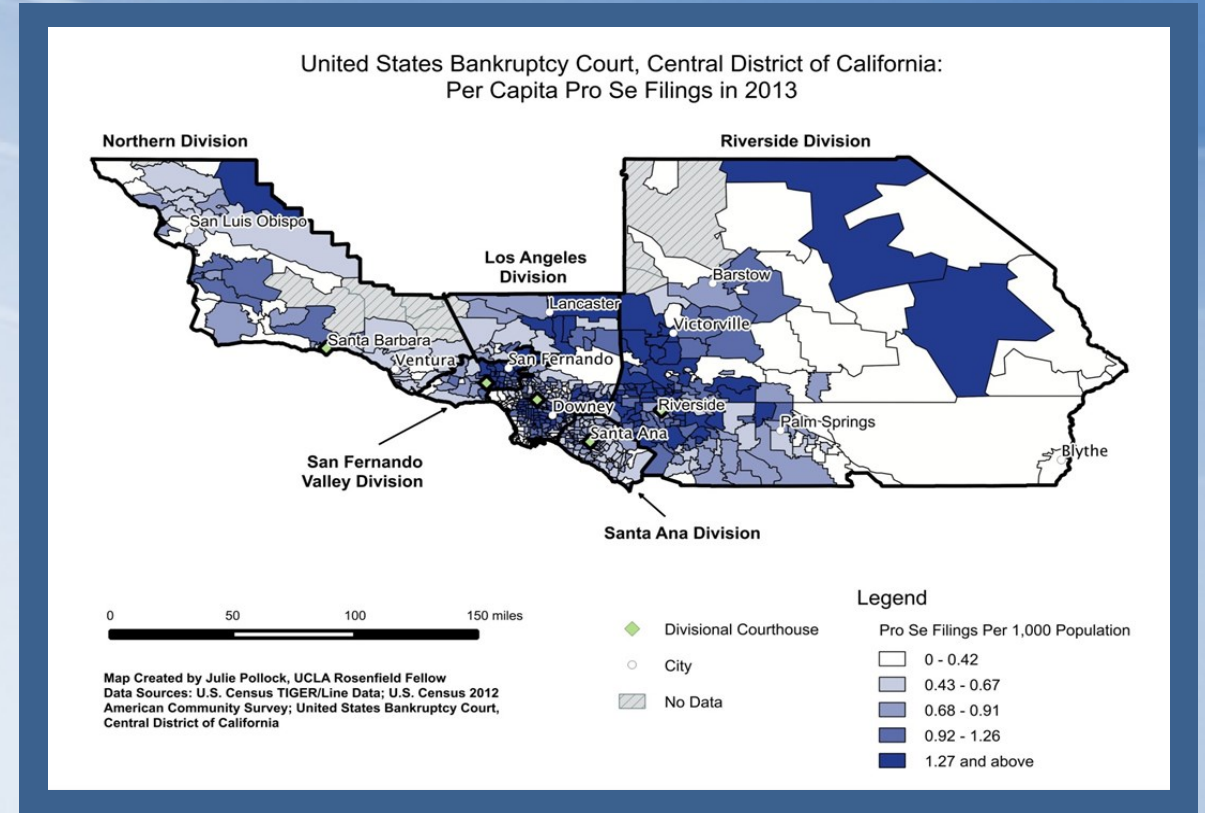 United States Bankruptcy Court, Central District of California:
Per Capita Pro Se Filings in 2013
Northern Division
Riverside Division
San Luis Obispo
Los Angeles
Division
Barstow
Lancaster
Victorville
Santa Barbara
Ventura
San Fernando
Downey
Riverside
Palm-Springs
Santa Ana
Blythe
San Fernando
Valley Division
Santa Ana Division
0 50 100 150 miles
Map Created by Julie Pollock, UCLA Rosenfield Fellow
Data Sources: U.S. Census TIGER/Line Data; U.S. Census 2012
American Community Survey; United States Bankruptcy Court,
Central District of California
Divisional Courthouse
City
No Data
Legend
Pro Se Filings Per 1,000 Population
0 - 0.42
0.43 - 0.67
0.68 - 0.91
0.92 - 1.26
1.27 and above